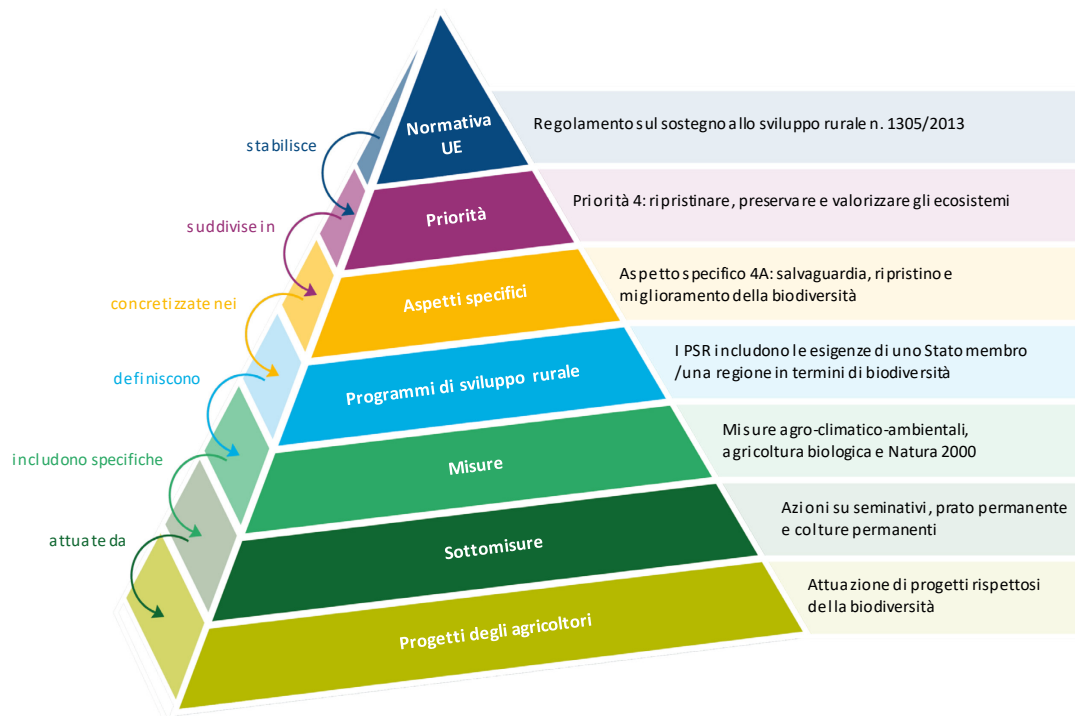 Normativa
UE
Regolamento sul sostegno allo sviluppo rurale n. 1305/2013
stabilisce
Priorità
Priorità 4: ripristinare, preservare e valorizzare gli ecosistemi
suddivise in
Aspetti specifici
Aspetto specifico 4A: salvaguardia, ripristino e
miglioramento della biodiversità
concretizzate nei
Programmi di sviluppo rurale
I PSR includono le esigenze di uno Stato membro
/una regione in termini di biodiversità
definiscono
Misure
Misure agro-climatico-ambientali,
agricoltura biologica e Natura 2000
includono specifiche
Sottomisure
Azioni su seminativi, prato permanente
e colture permanenti
attuate da
Progetti degli agricoltori
Attuazione di progetti rispettosi
della biodiversità